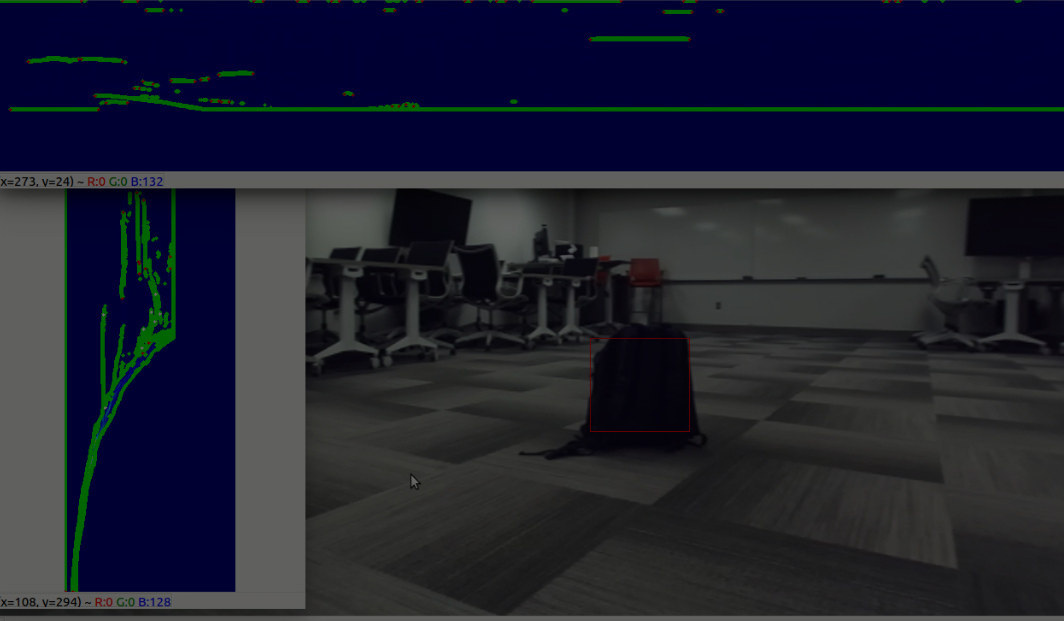 (x=273, y=24) ~ R:0 G:0 B:132
(x=108, y=294) ~ R:0 G:0 B:128